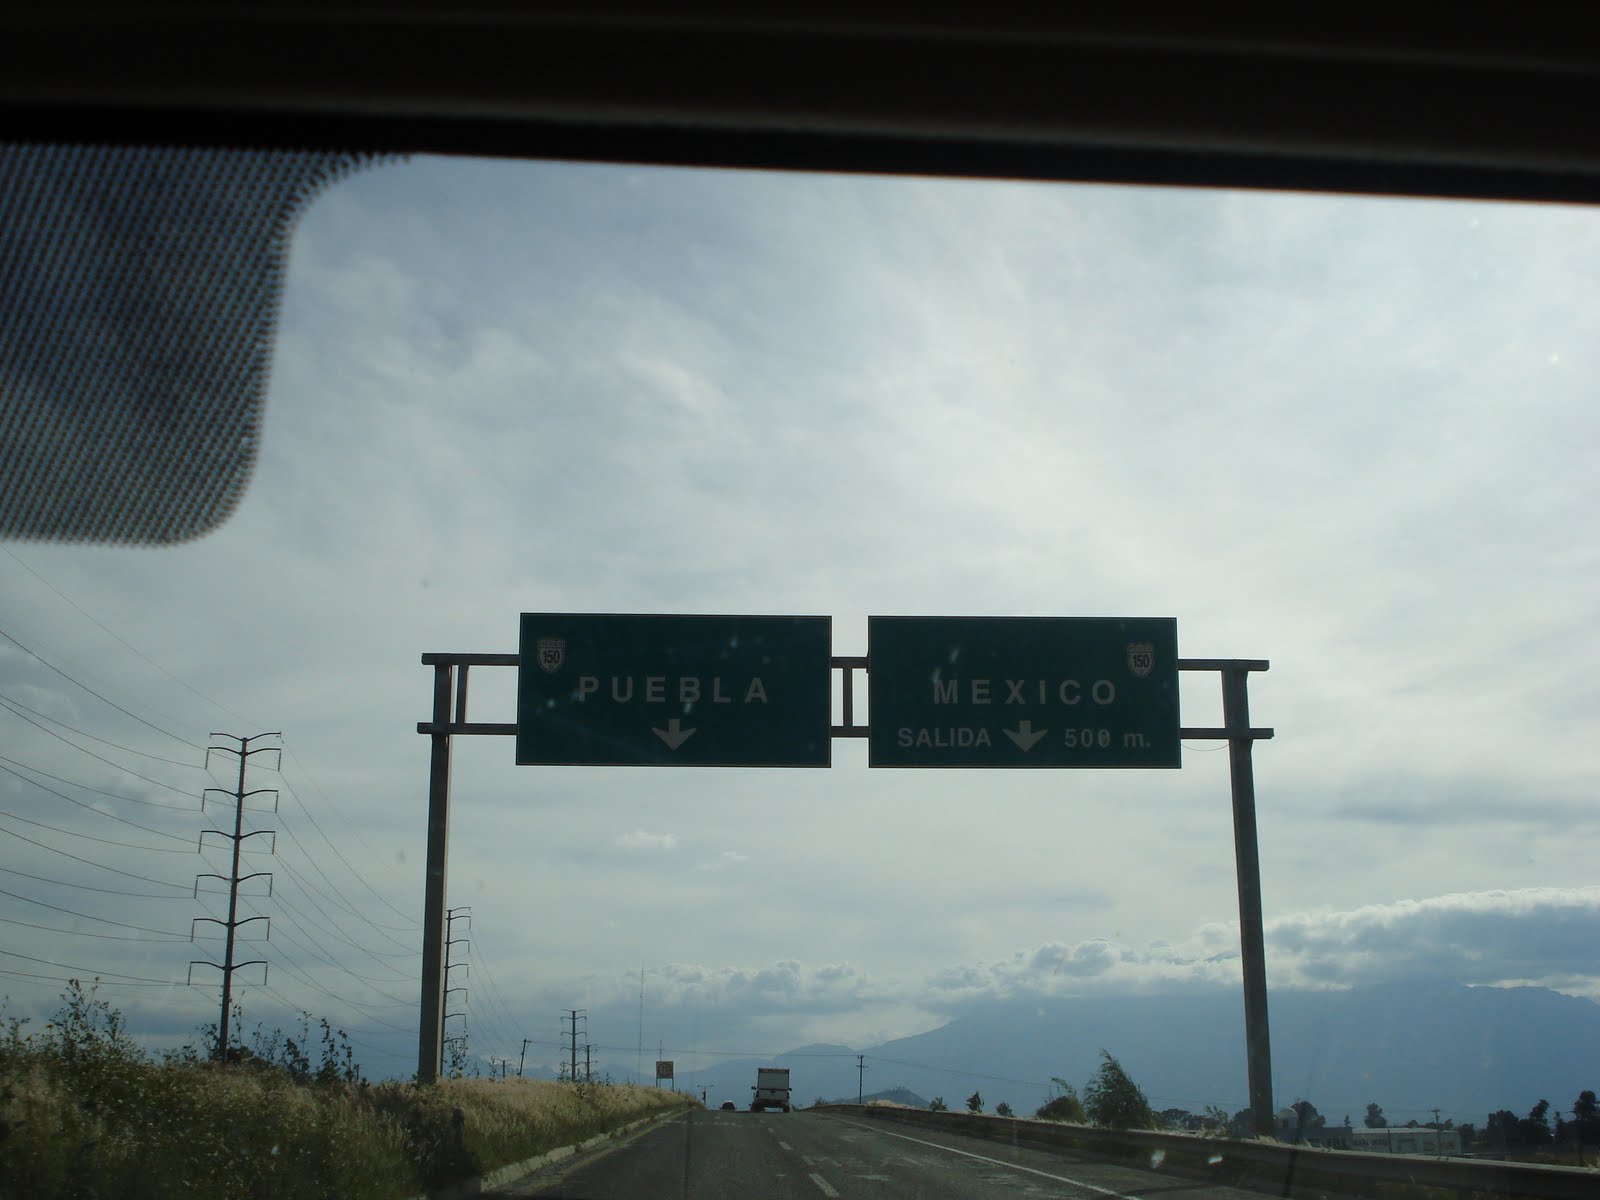 150
PUEBLA
150
MEXICO
SALIDA 500 m.